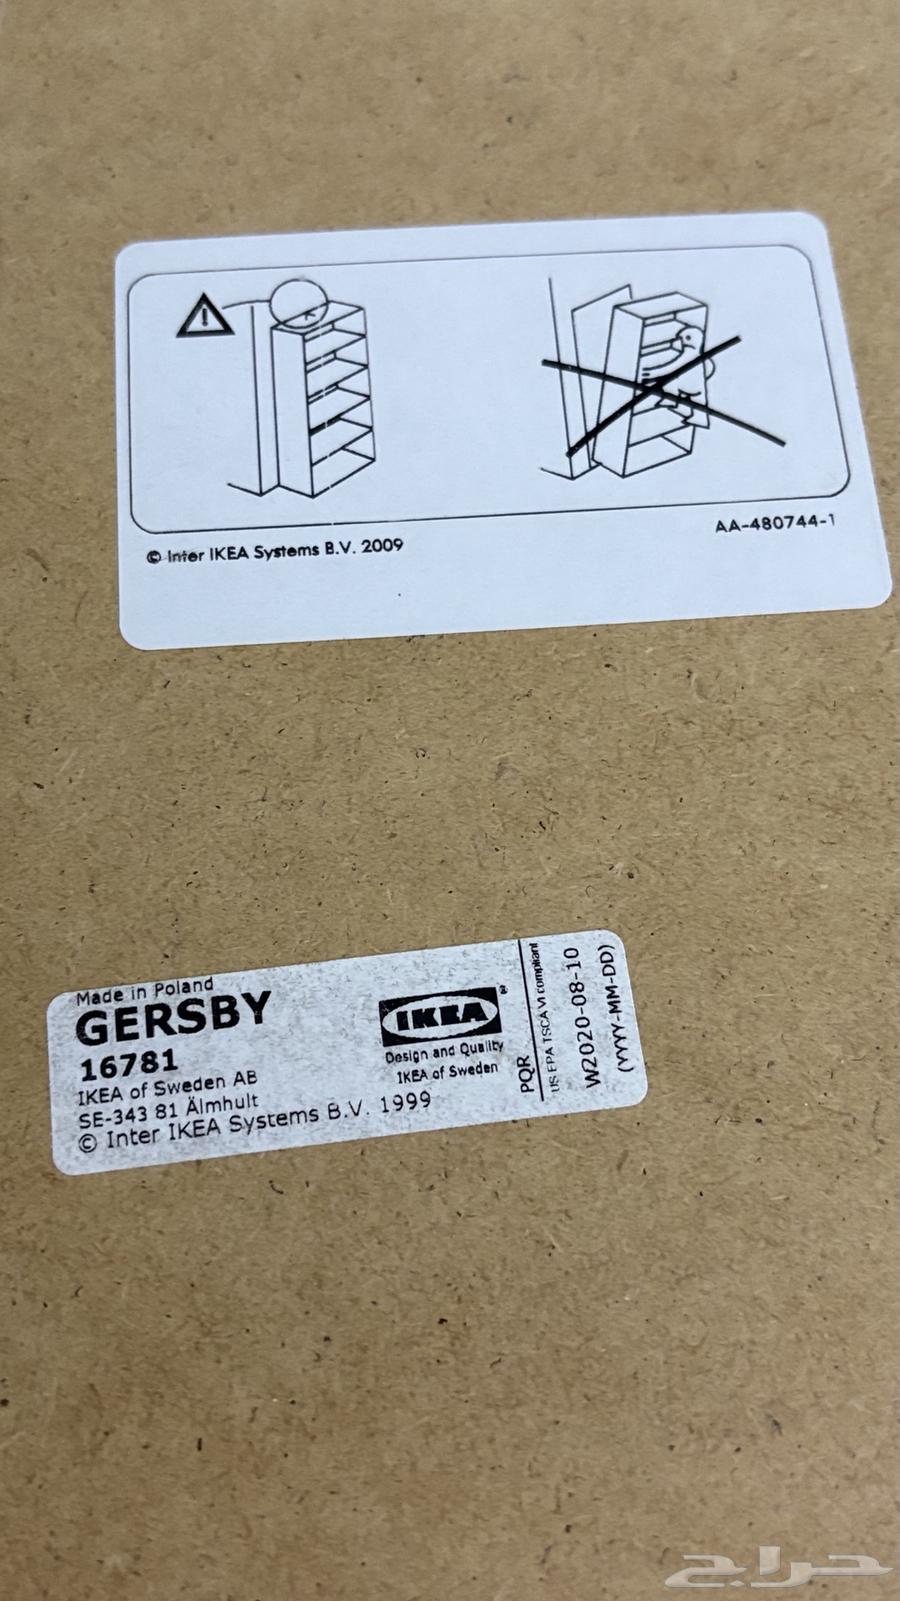 © Inter IKEA Systems B.V. 2009
AA-480744-1
Made in Poland
GERSBY
16781
IKEA of Sweden AB
SE-343 81 Älmhult
© Inter IKEA Systems B.V. 1999
IKEA®
Design and Quality
IKEA of Sweden
PQR
US EPA TSCA VI compliant
W2020-08-10
(YYYY-MM-DD)
حراج